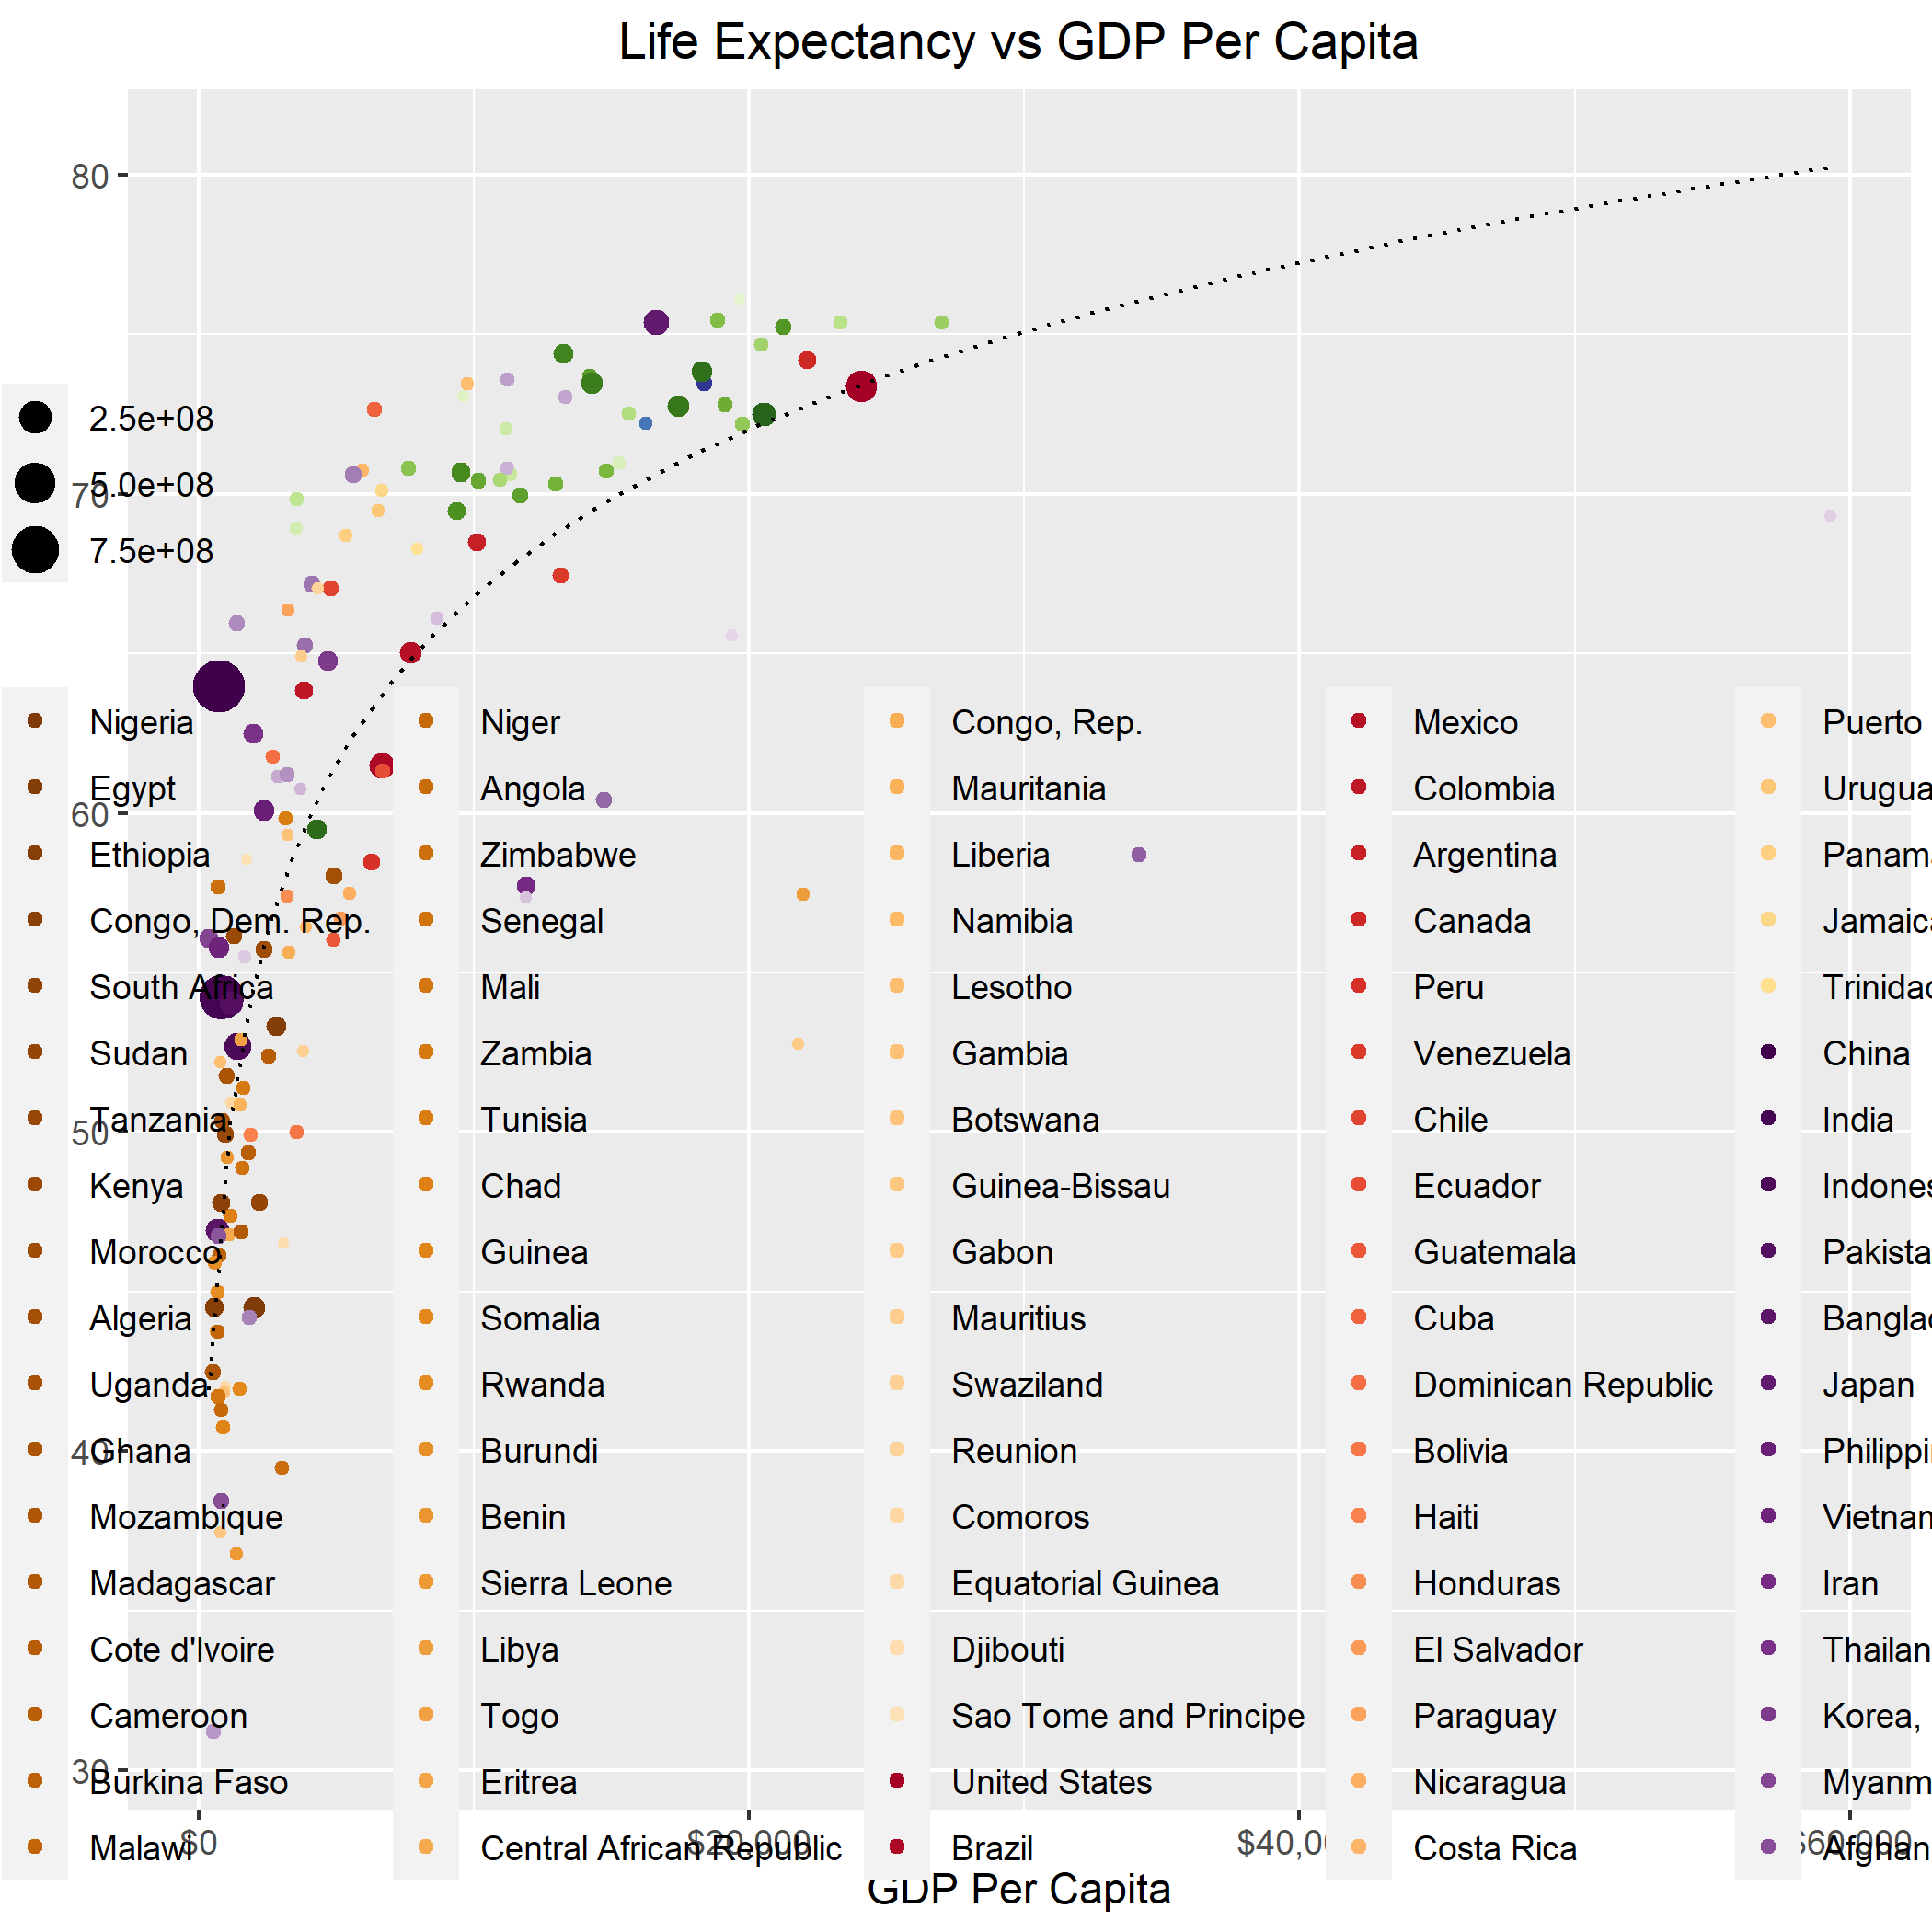 Life Expectancy vs GDP Per Capita
80
70
60
50
40
30
2.5e+08
5.0e+08
7.5e+08
Nigeria
Egypt
Ethiopia
Congo, Dem. Rep.
South Africa
Sudan
Tanzania
Kenya
Morocco
Algeria
Uganda
Ghana
Mozambique
Madagascar
Cote d'Ivoire
Cameroon
Burkina Faso
Malawi
Niger
Angola
Zimbabwe
Senegal
Mali
Zambia
Tunisia
Chad
Guinea
Somalia
Rwanda
Burundi
Benin
Sierra Leone
Libya
Togo
Eritrea
Central African Republic
Congo, Rep.
Mauritania
Liberia
Namibia
Lesotho
Gambia
Botswana
Guinea-Bissau
Gabon
Mauritius
Swaziland
Reunion
Comoros
Equatorial Guinea
Djibouti
Sao Tome and Principe
United States
Brazil
Mexico
Colombia
Argentina
Canada
Peru
Venezuela
Chile
Ecuador
Guatemala
Cuba
Dominican Republic
Bolivia
Haiti
Honduras
El Salvador
Paraguay
Nicaragua
Costa Rica
Puerto
Urugua
Panam
Jamaic
Trinidad
China
India
Indones
Pakista
Banglad
Japan
Philippi
Vietnam
Iran
Thailan
Korea,
Myanm
Afghan
$0
$20,000
$40,0
$60,000
GDP Per Capita